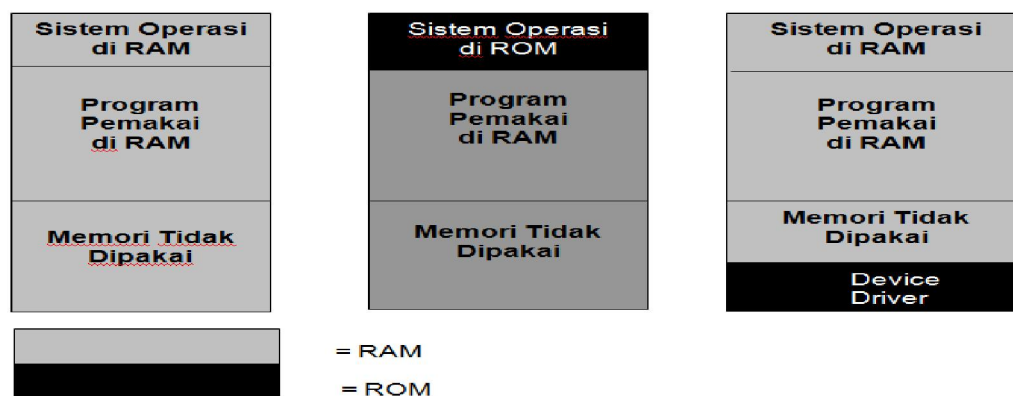 Sistem Operasi
di RAM
Program
Pemakai
di RAM
Memori Tidak
Dipakai
Sistem Operasi
di ROM
Program
Pemakai
di RAM
Memori Tidak
Dipakai
Sistem Operasi
di RAM
Program
Pemakai
di RAM
Memori Tidak
Dipakai
Device
Driver
= RAM
= ROM